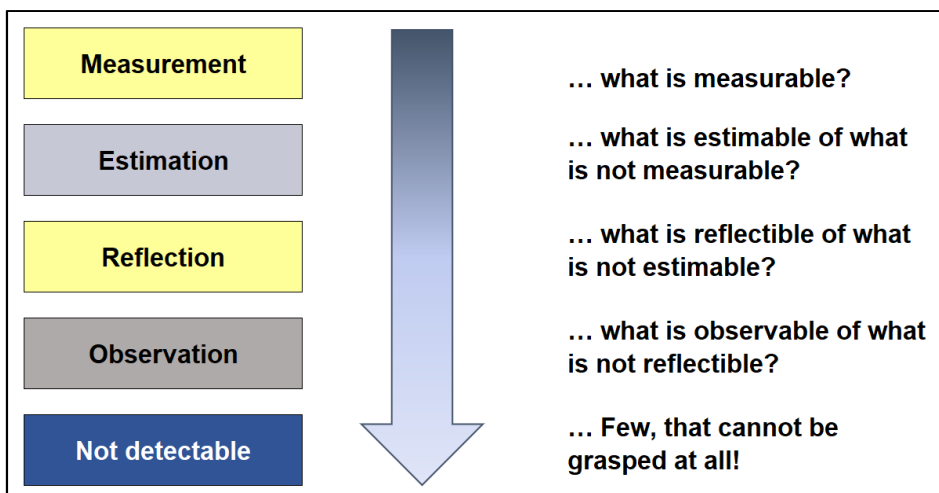 Measurement
… what is measurable?
Estimation
… what is estimable of what
is not measurable?
Reflection
… what is reflectible of what
is not estimable?
Observation
… what is observable of what
is not reflectible?
Not detectable
… Few, that cannot be
grasped at all!